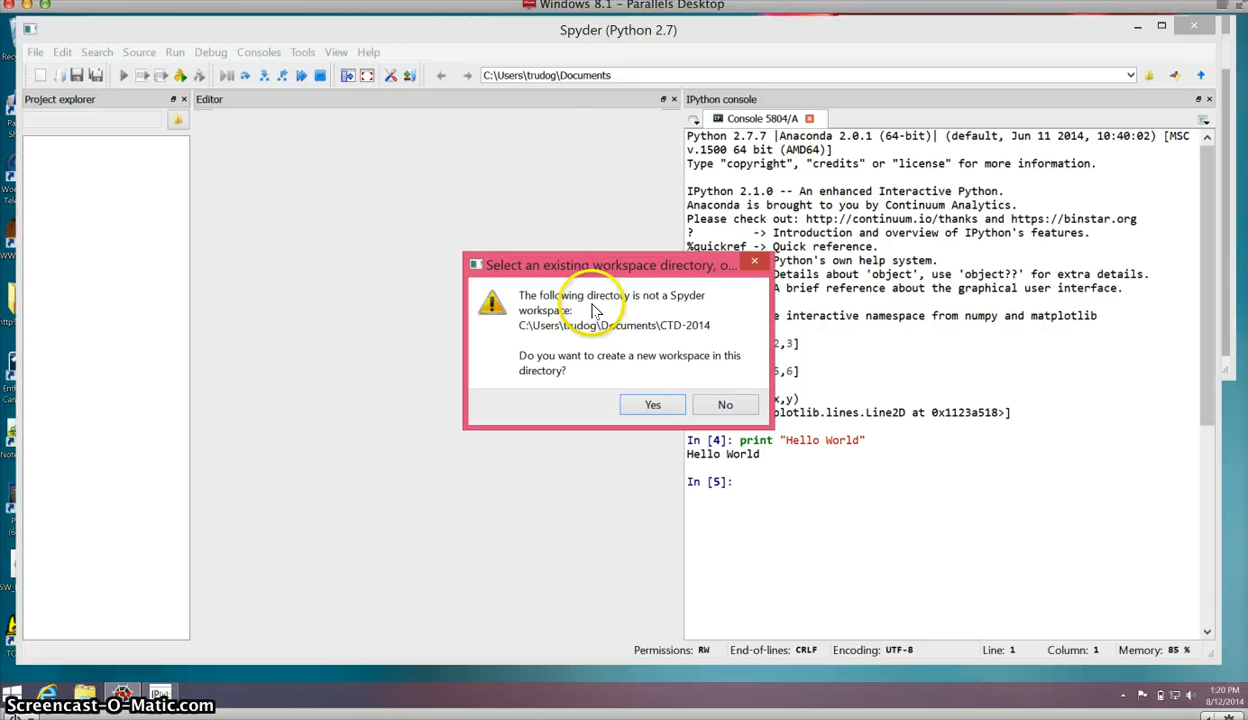 Windows 8.1 - Parallels Desktop
Spyder (Python 2.7)
File Edit Search Source Run Debug Consoles Tools View Help
C:\Users\trudog\Documents
Project explorer
Editor
IPython console
Console 5804/A
Python 2.7.7 |Anaconda 2.0.1 (64-bit)| (default, Jun 11 2014, 10:40:02) [MSC
v.1500 64 bit (AMD64)]
Type "copyright", "credits" or "license" for more information.
IPython 2.1.0 -- An enhanced Interactive Python.
Anaconda is brought to you by Continuum Analytics.
Please check out: http://continuum.io/thanks and https://binstar.org
? -> Introduction and overview of IPython's features.
%quickref -> Quick reference.
Python's own help system.
Details about 'object', use 'object??' for extra details.
A brief reference about the graphical user interface.
e interactive namespace from numpy and matplotlib
2,3]
5,6]
x,y)
plotlib.lines.Line2D at 0x1123a518>]
In [4]: print "Hello World"
Hello World
In [5]:
Select an existing workspace directory, o...
The following directory is not a Spyder
workspace:
C:\Users\trudog\Documents\CTD-2014
Do you want to create a new workspace in this
directory?
Yes No
Permissions: RW End-of-lines: CRLF Encoding: UTF-8 Line: 1 Column: 1 Memory: 85 %
1:20 PM
8/12/2014
Screencast-O-Matic.com